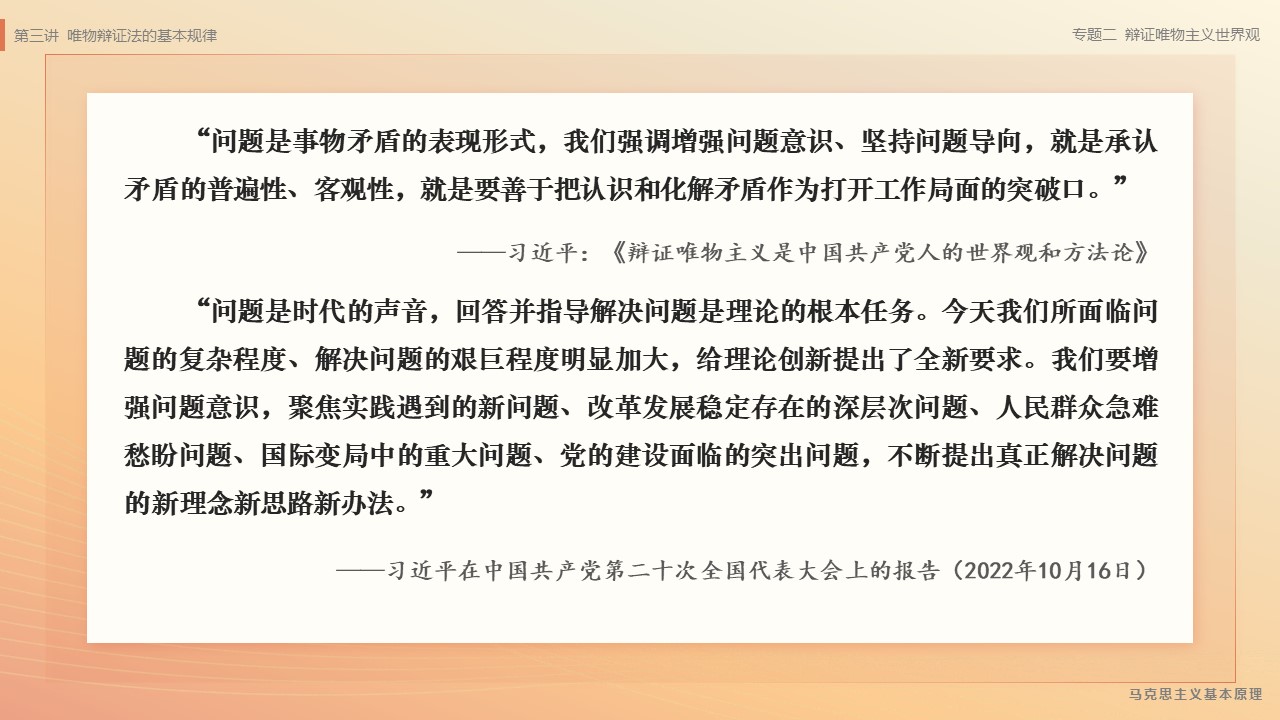 第三讲 唯物辩证法的基本规律
专题二 辩证唯物主义世界观
“问题是事物矛盾的表现形式，我们强调增强问题意识、坚持问题导向，就是承认
矛盾的普遍性、客观性，就是要善于把认识和化解矛盾作为打开工作局面的突破口。”
——习近平：《辩证唯物主义是中国共产党人的世界观和方法论》
“问题是时代的声音，回答并指导解决问题是理论的根本任务。今天我们所面临问
题的复杂程度、解决问题的艰巨程度明显加大，给理论创新提出了全新要求。我们要增
强问题意识，聚焦实践遇到的新问题、改革发展稳定存在的深层次问题、人民群众急难
愁盼问题、国际变局中的重大问题、党的建设面临的突出问题，不断提出真正解决问题
的新理念新思路新办法。”
——习近平在中国共产党第二十次全国代表大会上的报告（2022年10月16日）
马克思主义基本原理